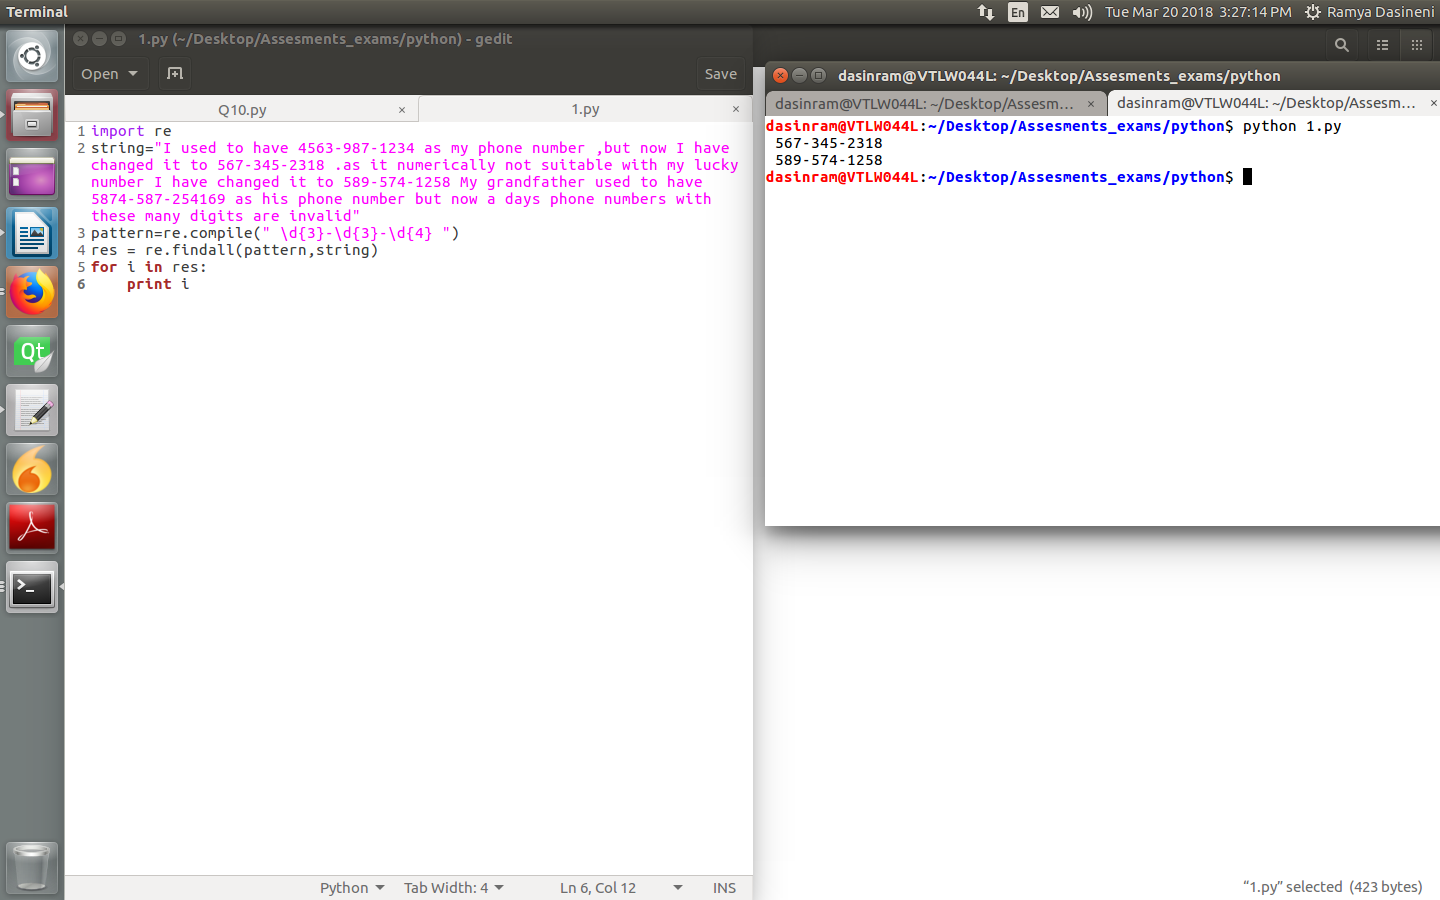 Terminal
En
Tue Mar 20 2018 3:27:14 PM
Ramya Dasineni
1.py (~/Desktop/Assesments_exams/python) - gedit
Open
Save
Q10.py ×
1.py ×
1 import re
2 string="I used to have 4563-987-1234 as my phone number ,but now I have
changed it to 567-345-2318 .as it numerically not suitable with my lucky
number I have changed it to 589-574-1258 My grandfather used to have
5874-587-254169 as his phone number but now a days phone numbers with
these many digits are invalid"
3 pattern=re.compile(" \d{3}-\d{3}-\d{4} ")
4 res = re.findall(pattern,string)
5 for i in res:
6     print i
Python
Tab Width: 4
Ln 6, Col 12
INS
dasinram@VTLW044L: ~/Desktop/Assesments_exams/python
dasinram@VTLW044L: ~/Desktop/Assesm... ×
dasinram@VTLW044L: ~/Desktop/Assesm... ×
dasinram@VTLW044L:~/Desktop/Assesments_exams/python$ python 1.py
 567-345-2318
 589-574-1258
dasinram@VTLW044L:~/Desktop/Assesments_exams/python$
Qt
>_
“1.py” selected (423 bytes)